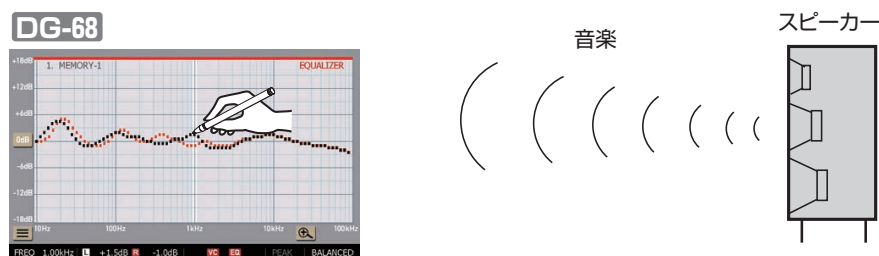 DG-68
+18dB
1. MEMORY-1
EQUALIZER
+12dB
+6dB
0dB
-6dB
-12dB
-18dB
10Hz
100Hz
1kHz
10kHz
100kHz
FREQ 1.00kHz L +1.5dB R -1.0dB VC EQ PEAK BALANCED
音楽
スピーカー